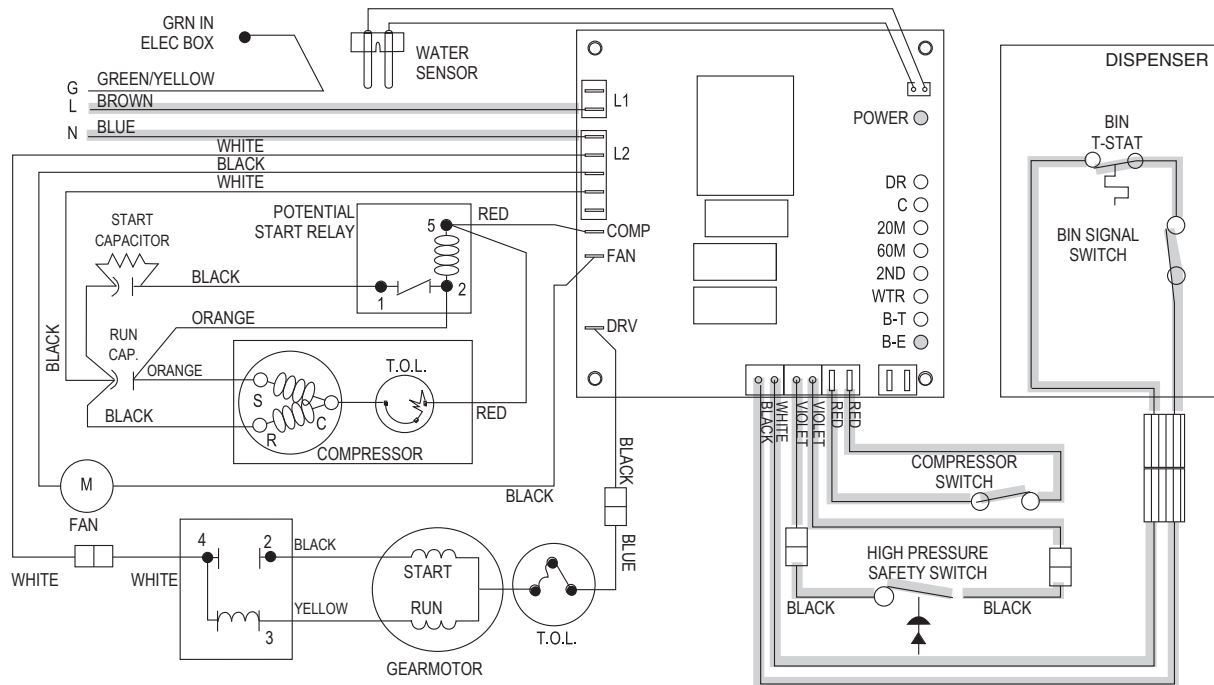 GRN IN
ELEC BOX
WATER
SENSOR
DISPENSER
G GREEN/YELLOW
L BROWN
L1
POWER
N BLUE
BIN
T-STAT
WHITE
L2
BLACK
WHITE
DR
C
20M
60M
2ND
WTR
B-T
B-E
BIN SIGNAL
SWITCH
START
CAPACITOR
POTENTIAL
START RELAY
5
RED
COMP
FAN
BLACK
1
2
ORANGE
DRV
BLACK
RUN
CAP.
ORANGE
T.O.L.
S
R
C
BLACK
RED
COMPRESSOR
BLACK
WHITE
VIOLET
VIOLET
RED
RED
COMPRESSOR
SWITCH
M
FAN
BLACK
BLACK
BLUE
4
2
BLACK
START
HIGH PRESSURE
SAFETY SWITCH
WHITE
WHITE
YELLOW
RUN
3
T.O.L.
BLACK
BLACK
GEARMOTOR